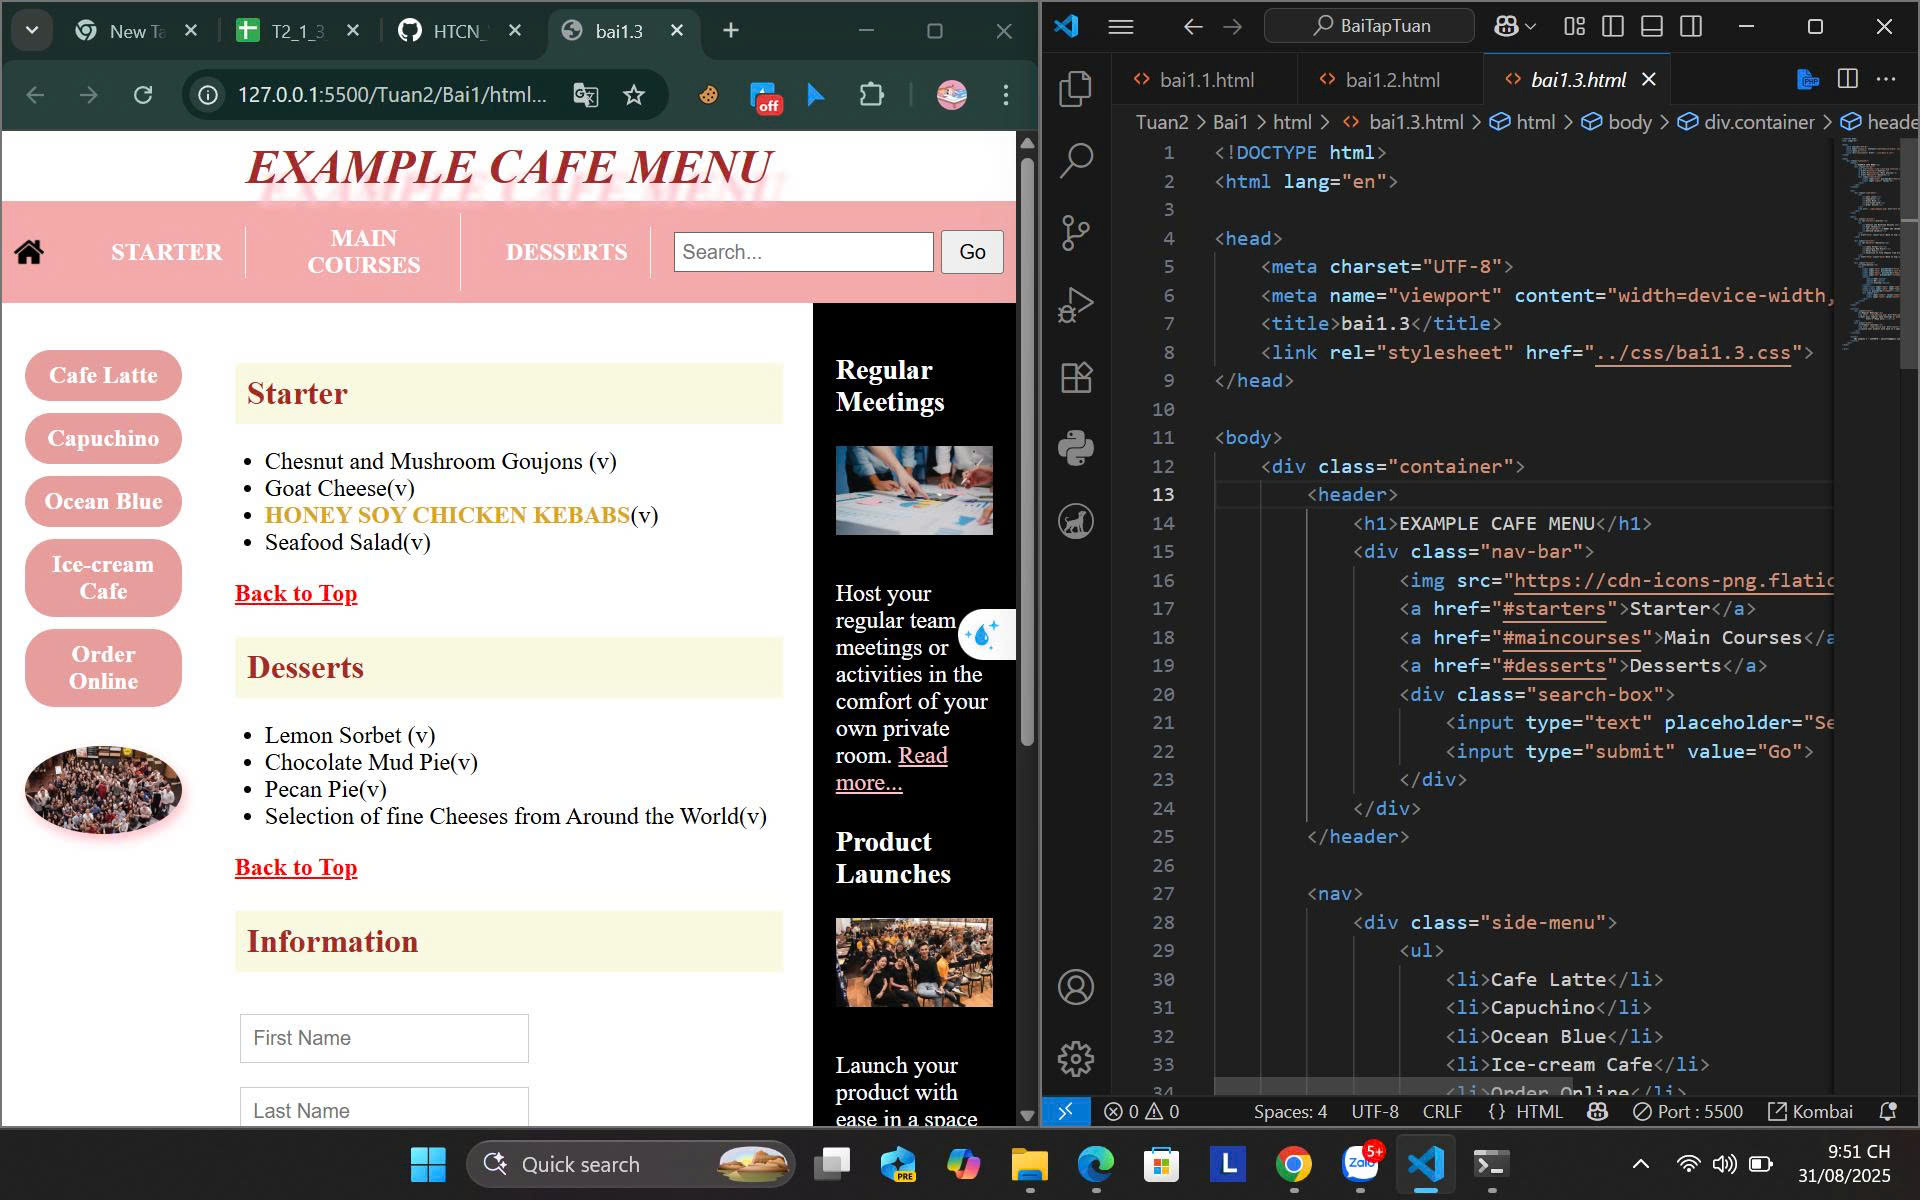 New Ta
T2_1_3
HTCN_
bai1.3
127.0.0.1:5500/Tuan2/Bai1/html...
off
EXAMPLE CAFE MENU
STARTER
MAIN
COURSES
DESSERTS
Search...
Go
Cafe Latte
Capuchino
Ocean Blue
Ice-cream
Cafe
Order
Online
Starter
Chesnut and Mushroom Goujons (v)
Goat Cheese(v)
HONEY SOY CHICKEN KEBABS(v)
Seafood Salad(v)
Back to Top
Desserts
Lemon Sorbet (v)
Chocolate Mud Pie(v)
Pecan Pie(v)
Selection of fine Cheeses from Around the World(v)
Back to Top
Information
First Name
Last Name
Regular
Meetings
Host your
regular team
meetings or
activities in the
comfort of your
own private
room. Read
more...
Product
Launches
Launch your
product with
ease in a space
BaiTapTuan
bai1.1.html
bai1.2.html
bai1.3.html
PHP
Tuan2 > Bai1 > html > bai1.3.html > html > body > div.container > heade
1 <!DOCTYPE html>
2 <html lang="en">
3
4 <head>
5 <meta charset="UTF-8">
6 <meta name="viewport" content="width=device-width,
7 <title>bai1.3</title>
8 <link rel="stylesheet" href="../css/bai1.3.css">
9 </head>
10
11 <body>
12 <div class="container">
13 <header>
14 <h1>EXAMPLE CAFE MENU</h1>
15 <div class="nav-bar">
16 <img src="https://cdn-icons-png.flatic
17 <a href="#starters">Starter</a>
18 <a href="#maincourses">Main Courses</a
19 <a href="#desserts">Desserts</a>
20 <div class="search-box">
21 <input type="text" placeholder="Se
22 <input type="submit" value="Go">
23 </div>
24 </div>
25 </header>
26
27 <nav>
28 <div class="side-menu">
29 <ul>
30 <li>Cafe Latte</li>
31 <li>Capuchino</li>
32 <li>Ocean Blue</li>
33 <li>Ice-cream Cafe</li>
34 <li>Order Online</li>
0 0 Spaces: 4 UTF-8 CRLF {} HTML Port : 5500 Kombai
Quick search
PRE
L
Zalo
5+
9:51 CH
31/08/2025